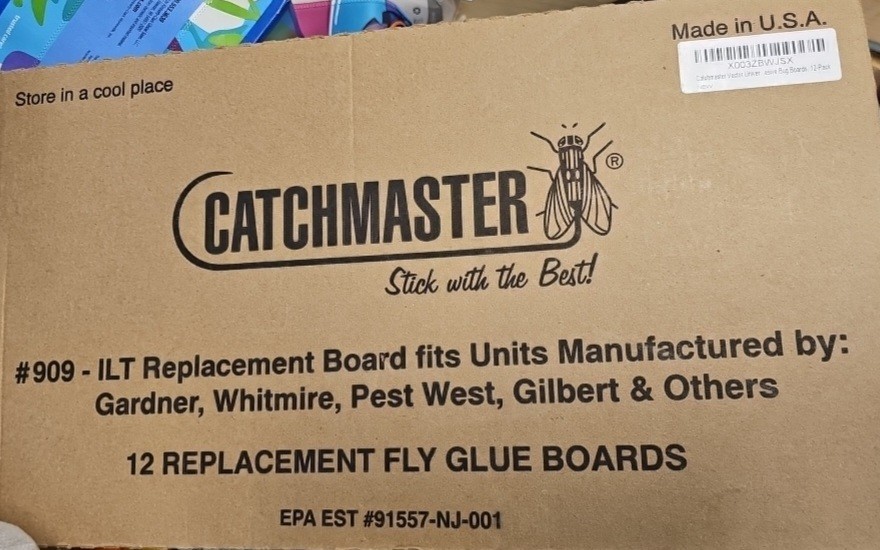 Made in U.S.A.
X003ZBWJSX
Store in a cool place
CATCHMASTER ®
Stick with the Best!
#909 - ILT Replacement Board fits Units Manufactured by:
Gardner, Whitmire, Pest West, Gilbert & Others
12 REPLACEMENT FLY GLUE BOARDS
EPA EST #91557-NJ-001